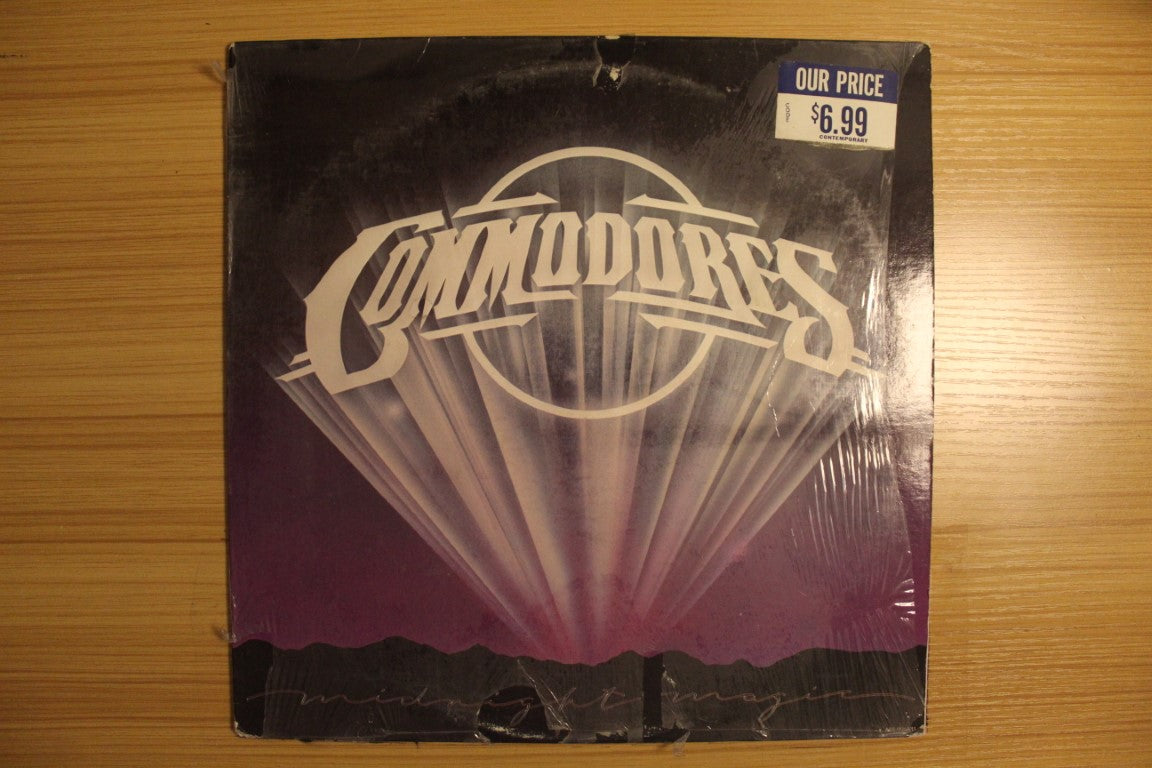 OUR PRICE
$6.99
CONTEMPORARY
COMMODORES
midnight magic